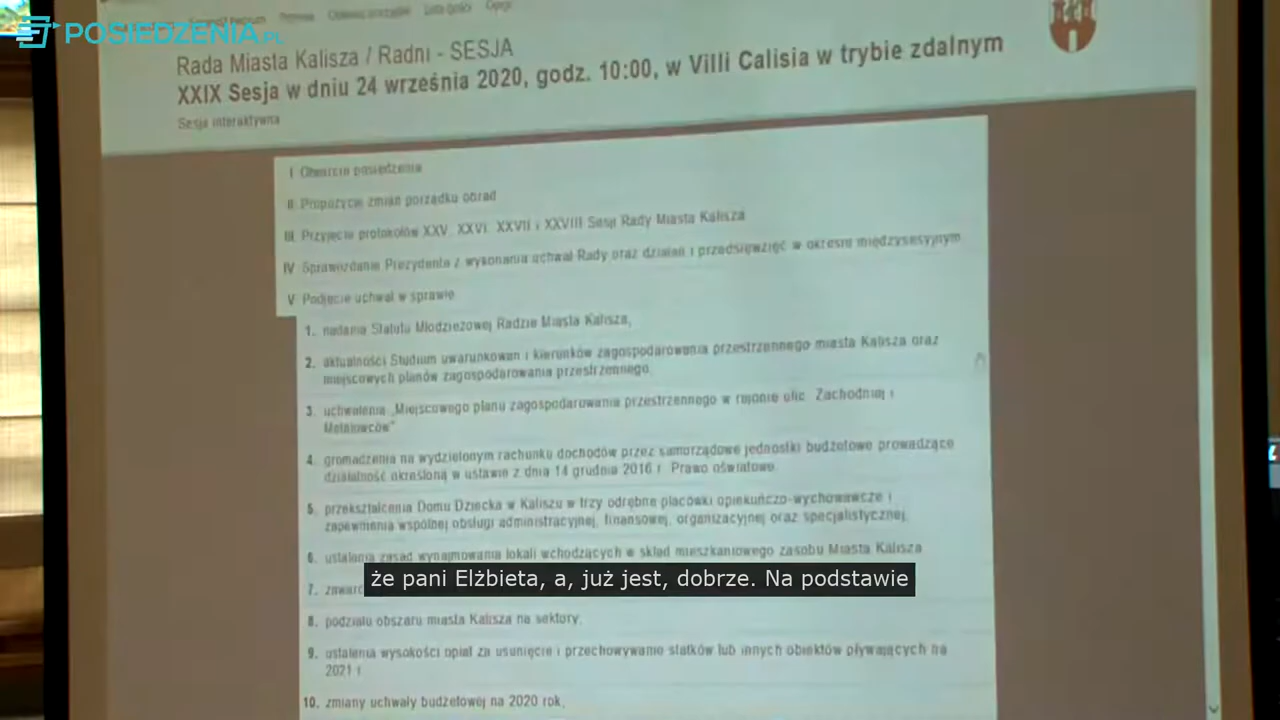 POSIEDZENIA.PL
Lista gości Opcje
Rada Miasta Kalisza / Radni - SESJA
XXIX Sesja w dniu 24 września 2020, godz. 10:00, w Villi Calisia w trybie zdalnym
Sesja interaktywna
I Otwarcie posiedzenia
II Propozycje zmian porządku obrad
III Przyjęcie protokołów XXV, XXVI, XXVII i XXVIII Sesji Rady Miasta Kalisza
IV Sprawozdanie Prezydenta z wykonania uchwał Rady oraz działań i przedsięwzięć w okresie międzysesyjnym
V Podjęcie uchwał w sprawie
1. nadania Statutu Młodzieżowej Radzie Miasta Kalisza,
2. aktualności Studium uwarunkowań i kierunków zagospodarowania przestrzennego miasta Kalisza oraz
miejscowych planów zagospodarowania przestrzennego,
3. uchwalenia „Miejscowego planu zagospodarowania przestrzennego w rejonie ulic: Zachodniej i
Metalowców"
4. gromadzenia na wydzielonym rachunku dochodów przez samorządowe jednostki budżetowe prowadzące
działalność określoną w ustawie z dnia 14 grudnia 2016 r. Prawo oświatowe,
5. przekształcenia Domu Dziecka w Kaliszu w trzy odrębne placówki opiekuńczo-wychowawcze i
zapewnienia wspólnej obsługi administracyjnej, finansowej, organizacyjnej oraz specjalistycznej,
6. ustalenia zasad wynajmowania lokali wchodzących w skład mieszkaniowego zasobu Miasta Kalisza
7. zawarc
że pani Elżbieta, a, już jest, dobrze. Na podstawie
8. podziału obszaru miasta Kalisza na sektory,
9. ustalenia wysokości opłat za usunięcie i przechowywanie statków lub innych obiektów pływających na
2021 r.
10. zmiany uchwały budżetowej na 2020 rok,